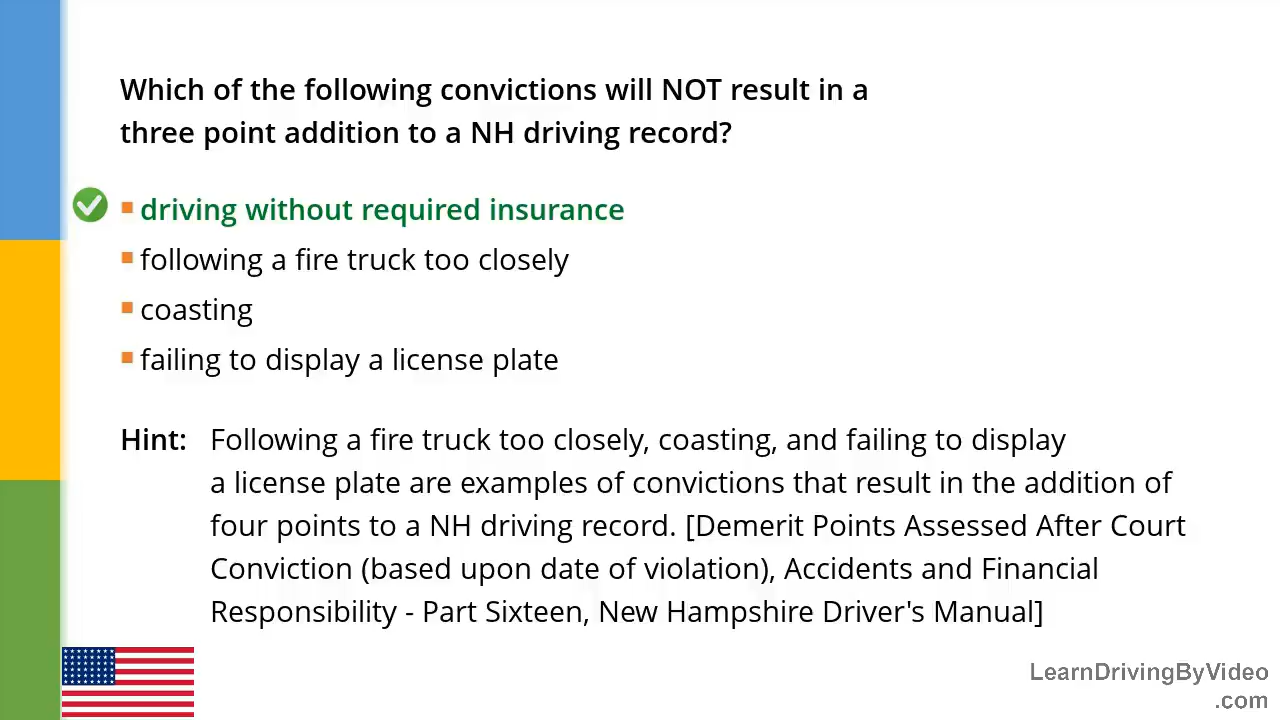 Which of the following convictions will NOT result in a
three point addition to a NH driving record?
driving without required insurance
following a fire truck too closely
coasting
failing to display a license plate
Hint: Following a fire truck too closely, coasting, and failing to display
a license plate are examples of convictions that result in the addition of
four points to a NH driving record. [Demerit Points Assessed After Court
Conviction (based upon date of violation), Accidents and Financial
Responsibility - Part Sixteen, New Hampshire Driver's Manual]
LearnDrivingByVideo
.com